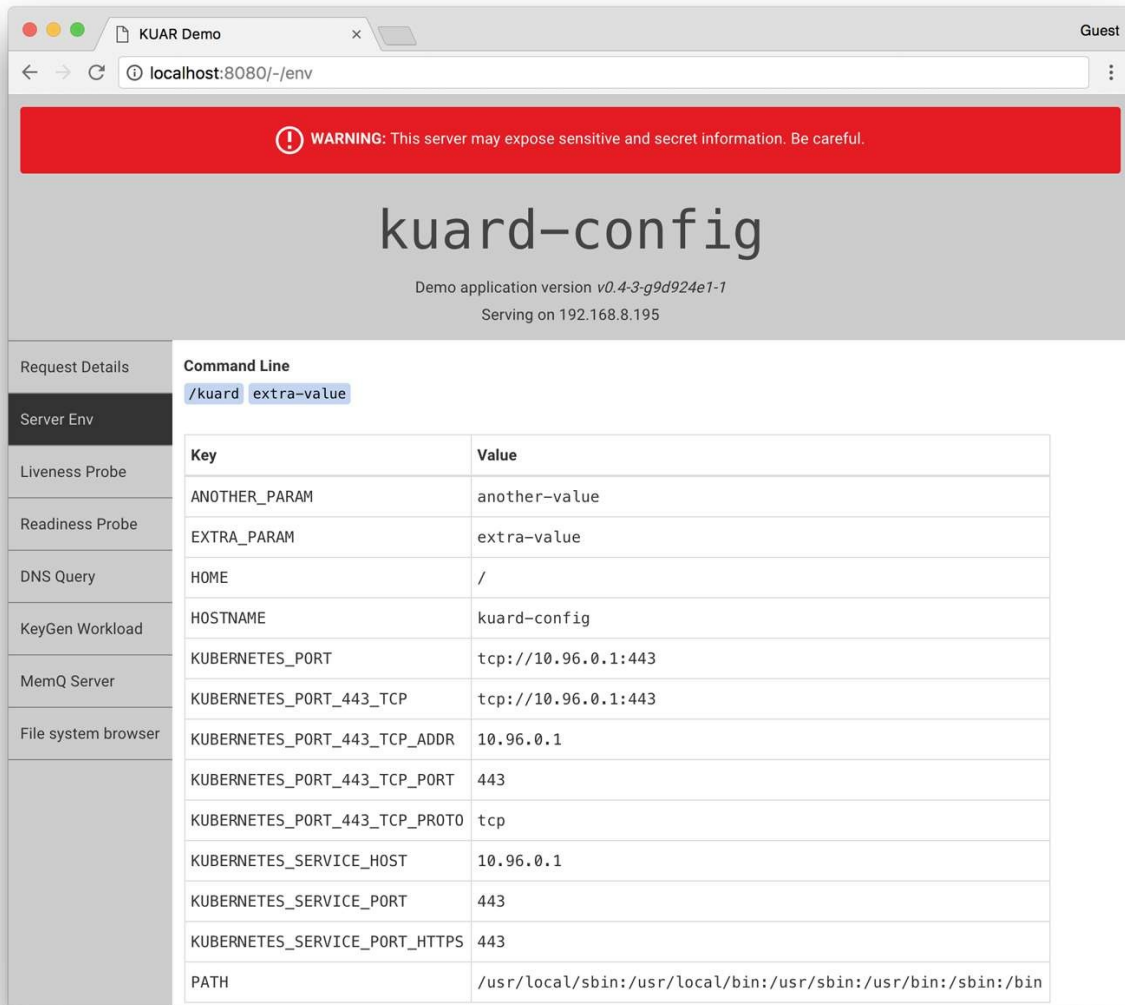 KUAR Demo
Guest
localhost:8080/-/env
WARNING: This server may expose sensitive and secret information. Be careful.
kuard-config
Demo application version v0.4-3-g9d924e1-1
Serving on 192.168.8.195
Request Details
Server Env
Liveness Probe
Readiness Probe
DNS Query
KeyGen Workload
MemQ Server
File system browser
Command Line
/kuard extra-value
Key Value
ANOTHER_PARAM another-value
EXTRA_PARAM extra-value
HOME /
HOSTNAME kuard-config
KUBERNETES_PORT tcp://10.96.0.1:443
KUBERNETES_PORT_443_TCP tcp://10.96.0.1:443
KUBERNETES_PORT_443_TCP_ADDR 10.96.0.1
KUBERNETES_PORT_443_TCP_PORT 443
KUBERNETES_PORT_443_TCP_PROTO tcp
KUBERNETES_SERVICE_HOST 10.96.0.1
KUBERNETES_SERVICE_PORT 443
KUBERNETES_SERVICE_PORT_HTTPS 443
PATH /usr/local/sbin:/usr/local/bin:/usr/sbin:/usr/bin:/sbin:/bin